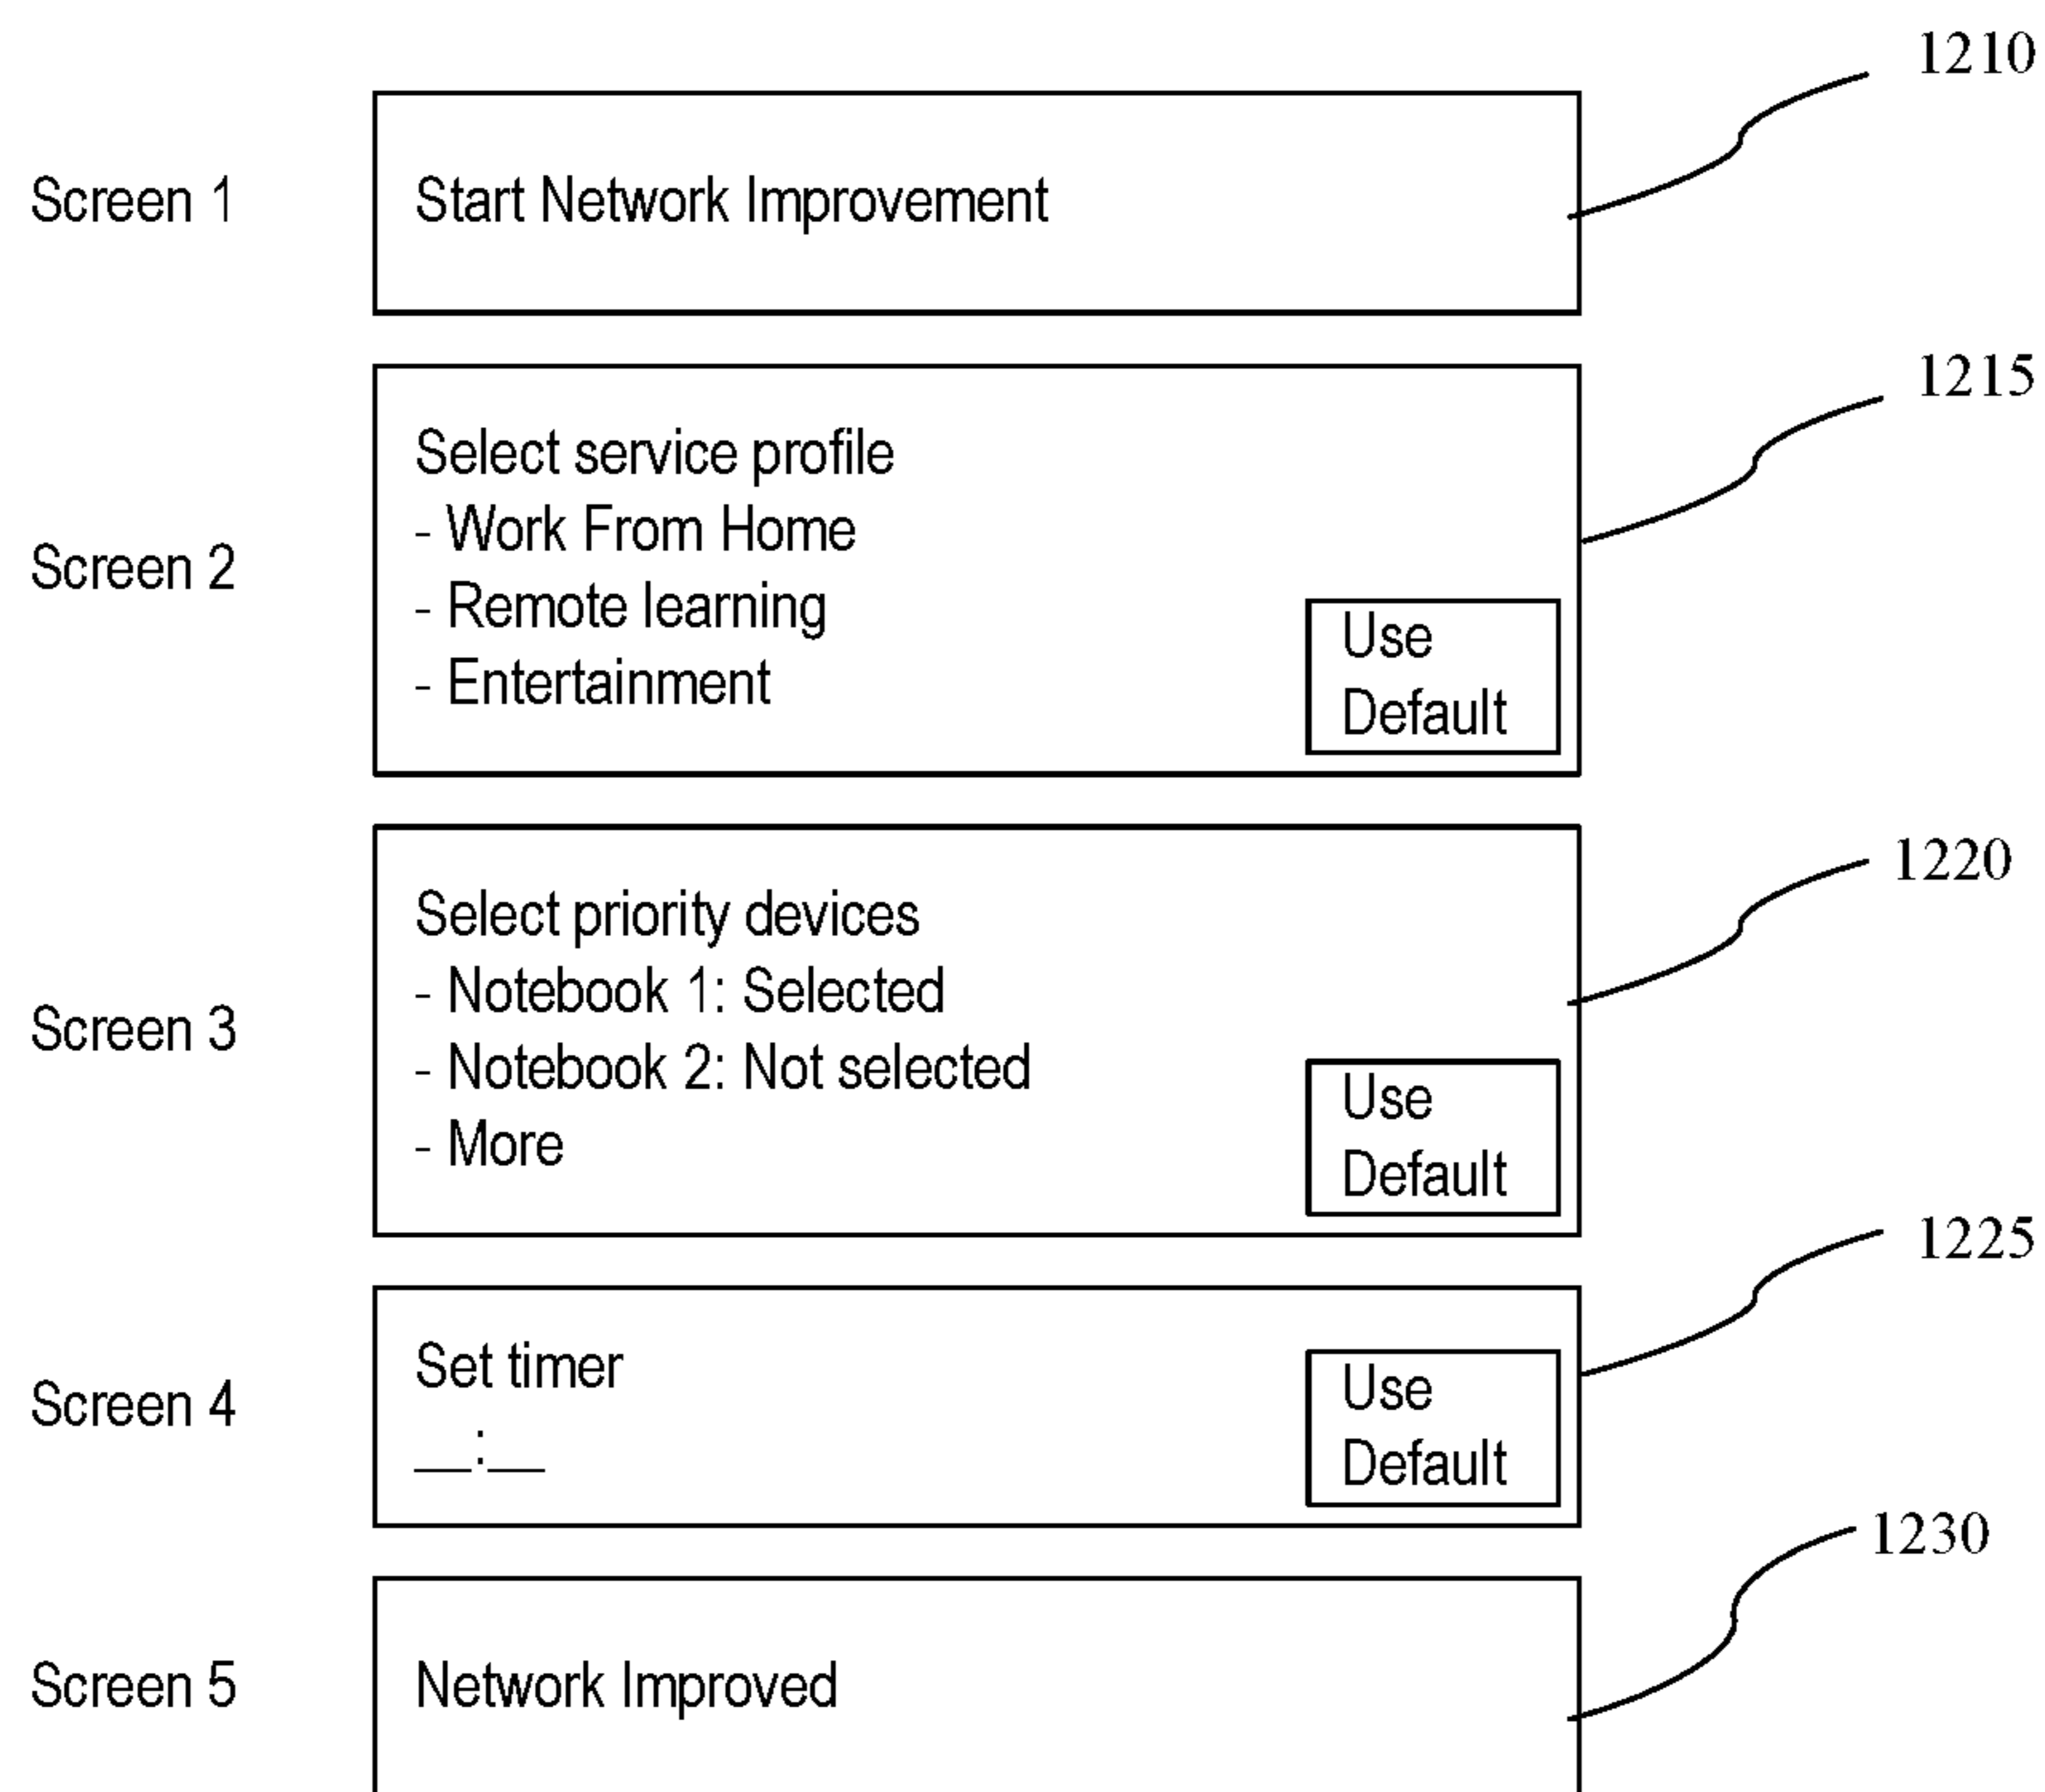 1210
Screen 1
Start Network Improvement
1215
Screen 2
Select service profile
- Work From Home
- Remote learning
- Entertainment
Use
Default
1220
Screen 3
Select priority devices
- Notebook 1: Selected
- Notebook 2: Not selected
- More
Use
Default
1225
Screen 4
Set timer
__:__
Use
Default
1230
Screen 5
Network Improved